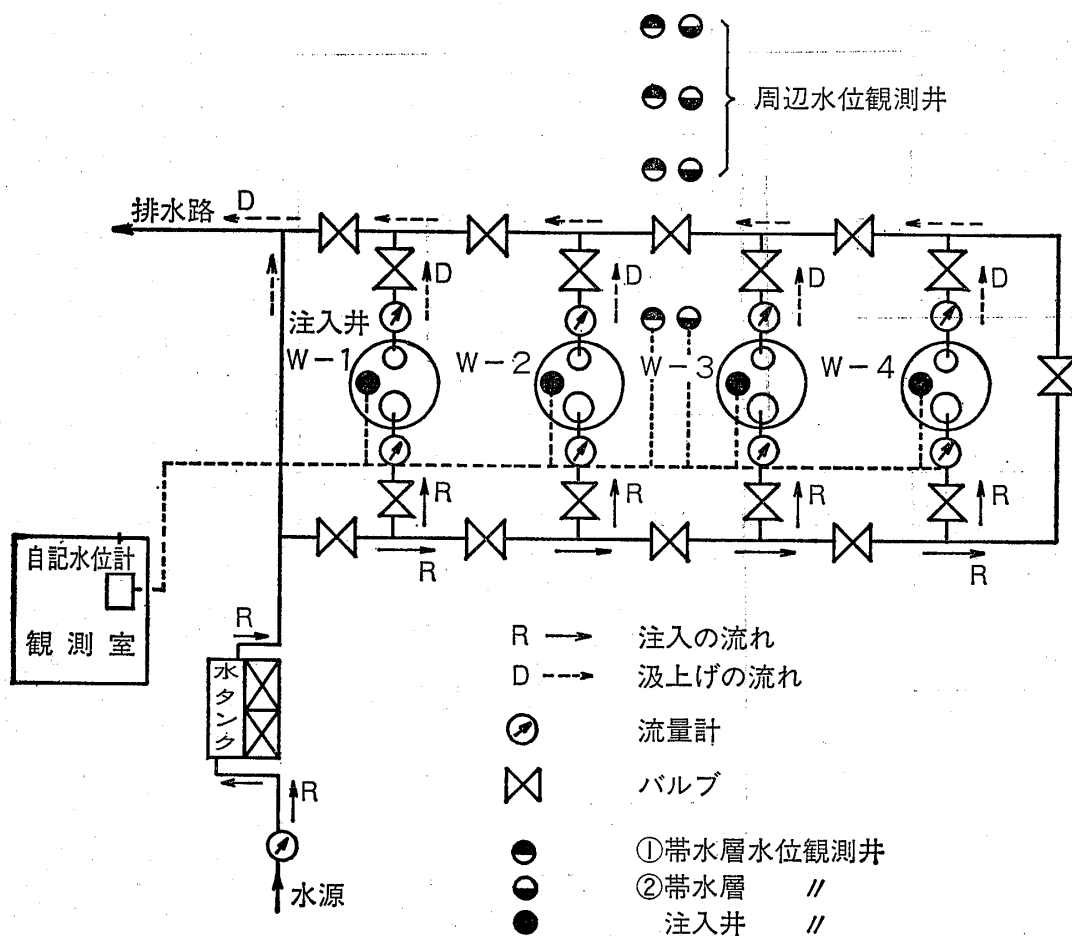 周辺水位観測井
排水路 D
D
D
D
D
注入井
W-1
W-2
W-3
W-4
R
R
R
R
R
R
自記水位計
観測室
R
水タンク
R
水源
R → 注入の流れ
D ---→ 汲上げの流れ
流量計
バルブ
①帯水層水位観測井
②帯水層 〃
注入井 〃